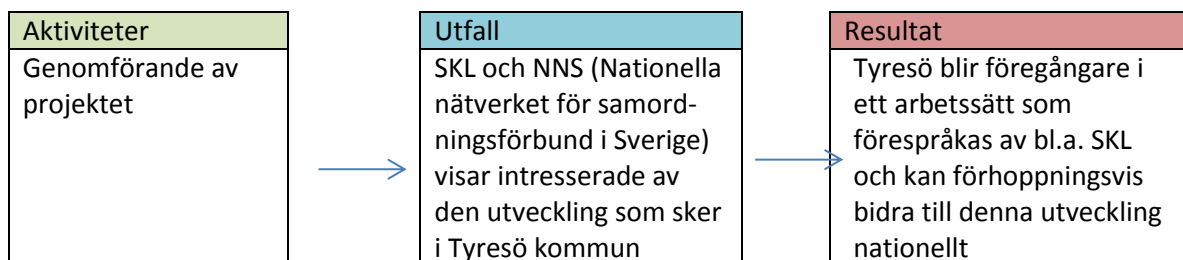 Aktiviteter
Genomförande av
projektet
Utfall
SKL och NNS (Nationella
nätverket för samord-
ningsförbund i Sverige)
visar intresserade av
den utveckling som sker
i Tyresö kommun
Resultat
Tyresö blir föregångare i
ett arbetssätt som
förespråkas av bl.a. SKL
och kan förhoppningsvis
bidra till denna utveckling
nationellt